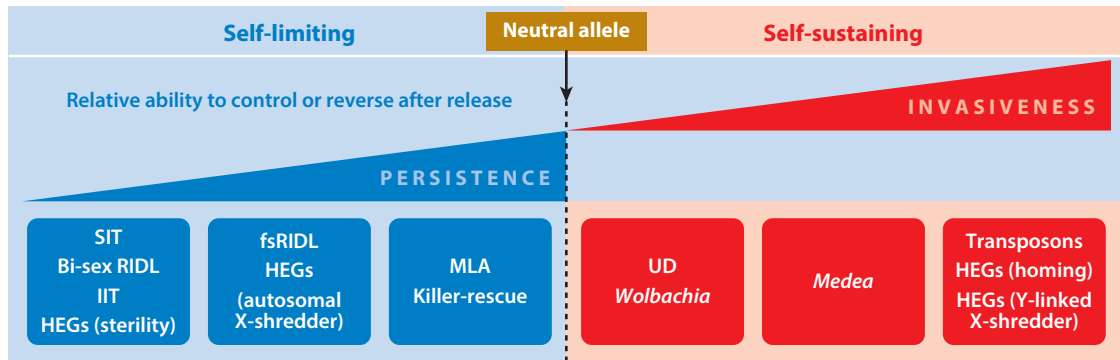 Self-limiting
Neutral allele
Self-sustaining
Relative ability to control or reverse after release
INVASIVENESS
PERSISTENCE
SIT
Bi-sex RIDL
IIT
HEGs (sterility)
fsRIDL
HEGs
(autosomal
X-shredder)
MLA
Killer-rescue
UD
Wolbachia
Medea
Transposons
HEGs (homing)
HEGs (Y-linked
X-shredder)